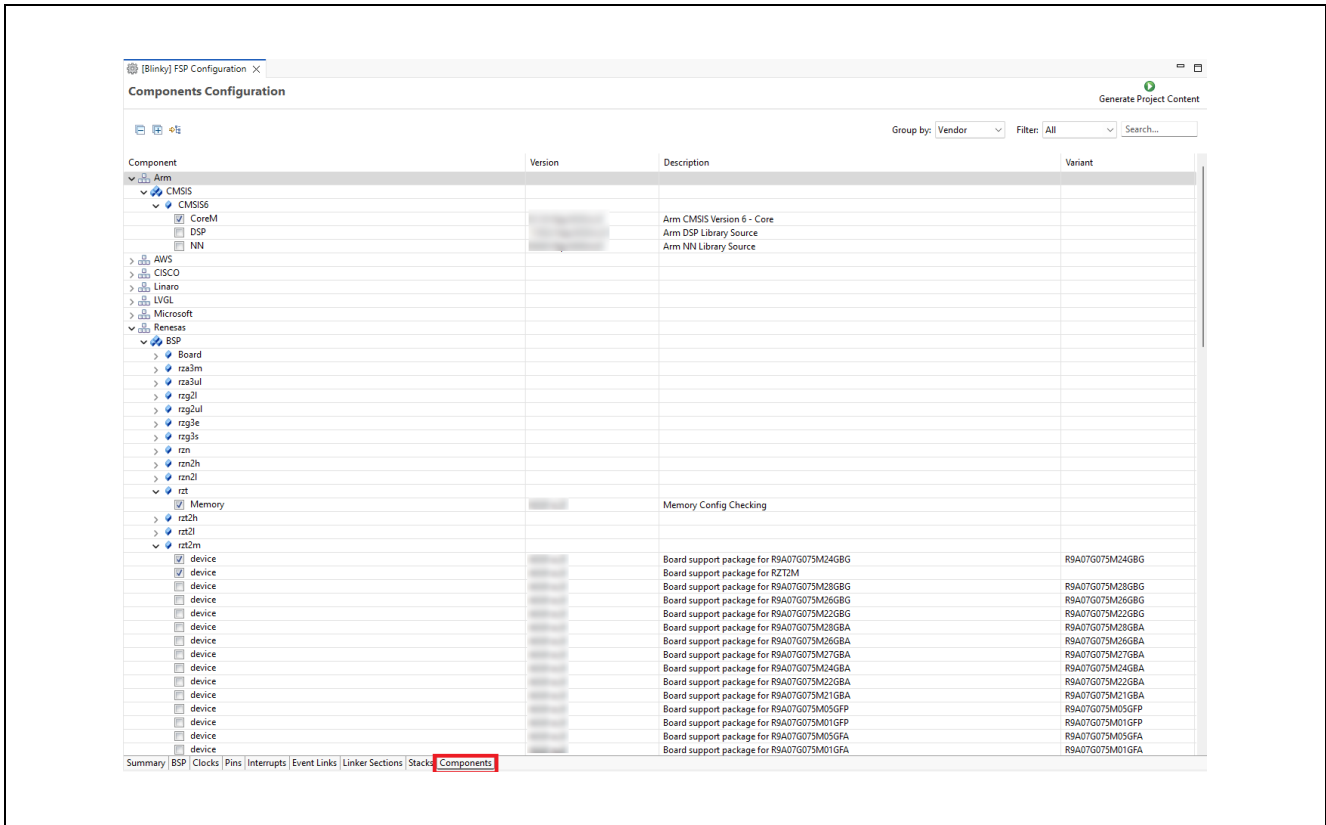 [Blinky] FSP Configuration
Components Configuration
Generate Project Content
Group by: Vendor Filter: All Search...
Component Version Description Variant
Arm
CMSIS
CMSIS6
CoreM Arm CMSIS Version 6 - Core
DSP Arm DSP Library Source
NN Arm NN Library Source
AWS
CISCO
Linaro
LVGL
Microsoft
Renesas
BSP
Board
rza3m
rza3ul
rzg2l
rzg2ul
rzg3e
rzg3s
rzn
rzn2h
rzn2l
rzt
Memory Memory Config Checking
rzt2h
rzt2l
rzt2m
device Board support package for R9A07G075M24GBG R9A07G075M24GBG
device Board support package for RZT2M
device Board support package for R9A07G075M28GBG R9A07G075M28GBG
device Board support package for R9A07G075M26GBG R9A07G075M26GBG
device Board support package for R9A07G075M22GBG R9A07G075M22GBG
device Board support package for R9A07G075M28GBA R9A07G075M28GBA
device Board support package for R9A07G075M26GBA R9A07G075M26GBA
device Board support package for R9A07G075M27GBA R9A07G075M27GBA
device Board support package for R9A07G075M24GBA R9A07G075M24GBA
device Board support package for R9A07G075M22GBA R9A07G075M22GBA
device Board support package for R9A07G075M21GBA R9A07G075M21GBA
device Board support package for R9A07G075M05GFP R9A07G075M05GFP
device Board support package for R9A07G075M01GFP R9A07G075M01GFP
device Board support package for R9A07G075M05GFA R9A07G075M05GFA
device Board support package for R9A07G075M01GFA R9A07G075M01GFA
Summary BSP Clocks Pins Interrupts Event Links Linker Sections Stacks Components